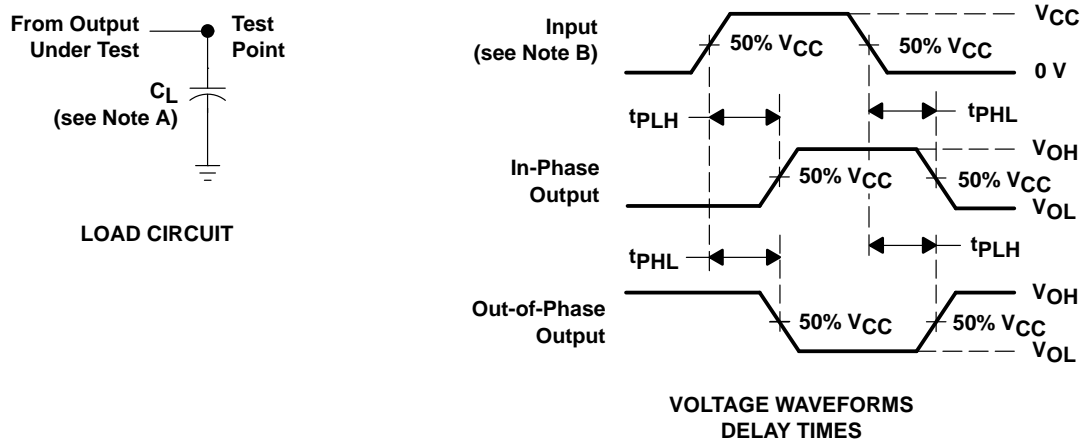 From Output
Under Test
Test
Point
CL
(see Note A)
LOAD CIRCUIT
Input
(see Note B)
50% VCC
50% VCC
VCC
0 V
tPLH
tPHL
In-Phase
Output
50% VCC
50% VCC
VOH
VOL
tPHL
tPLH
Out-of-Phase
Output
50% VCC
50% VCC
VOH
VOL
VOLTAGE WAVEFORMS
DELAY TIMES